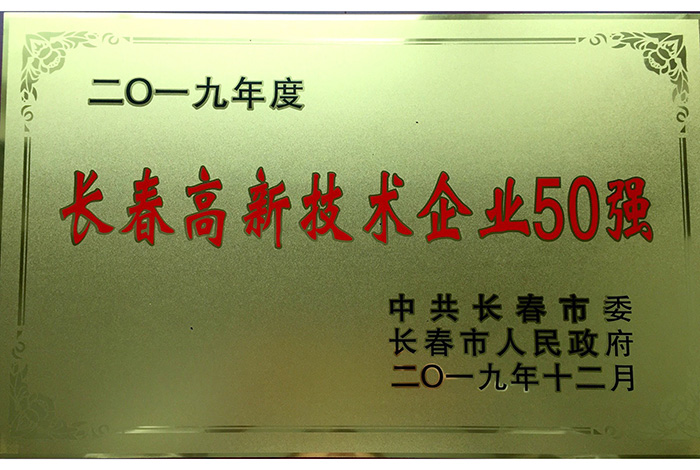 二〇一九年度
长春高新技术企业50强
中共长春市委
长春市人民政府
二〇一九年十二月